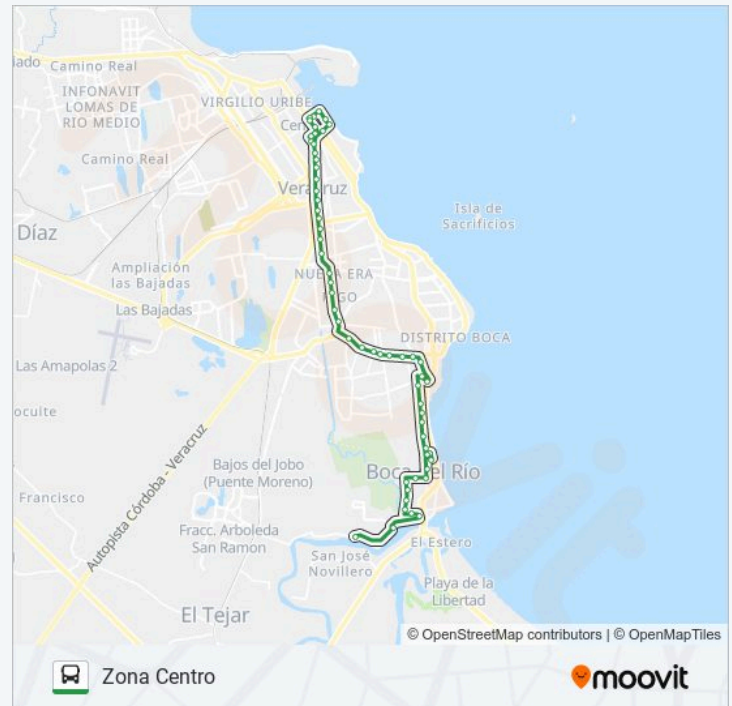 Camino Real
INFONAVIT
LOMAS DE
RIO MEDIO
VIRGILIO URIBE
Camino Real
Veracruz
Isla de
Sacrificios
Díaz
Ampliación
las Bajadas
NUEVA ERA
Las Bajadas
DISTRITO BOCA
Las Amapolas 2
ocuite
Autopista Córdoba - Veracruz
Bajos del Jobo
(Puente Moreno)
Boca del Río
Francisco
Fracc. Arboleda
San Ramon
San José
Novillero
El Estero
Playa de la
Libertad
El Tejar
© OpenStreetMap contributors | © OpenMapTiles
Zona Centro
moovit